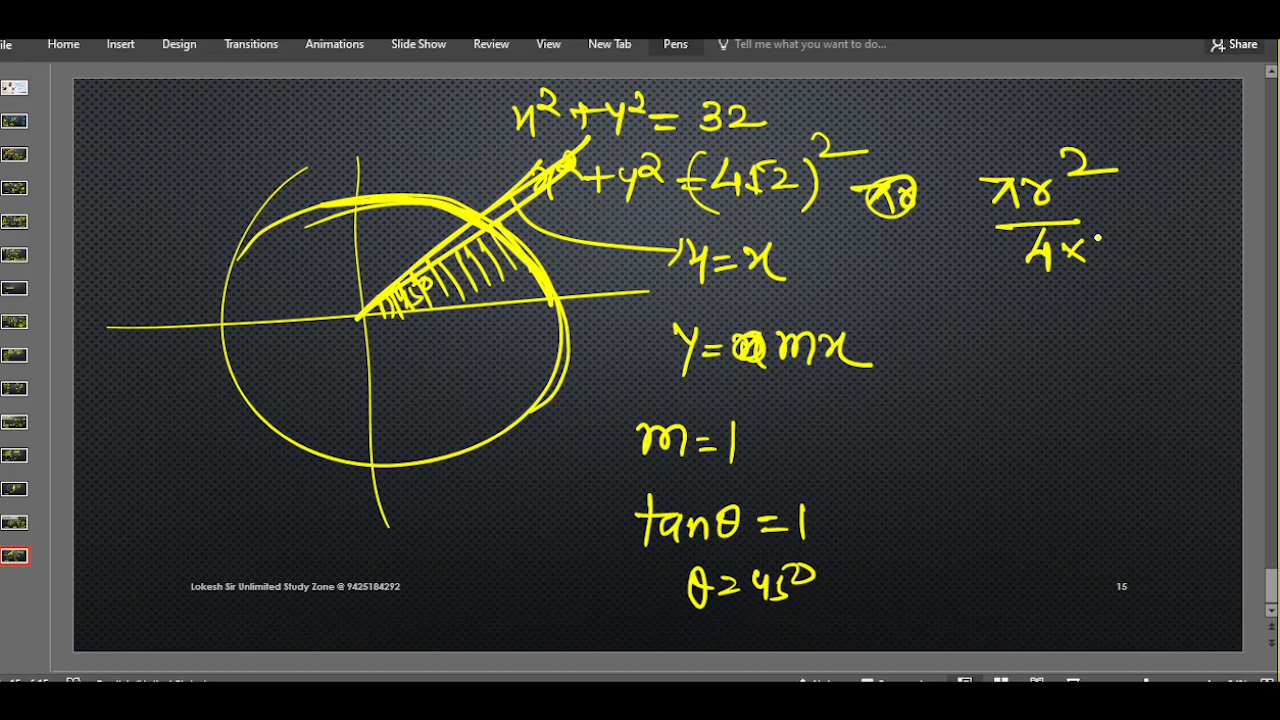 File Home Insert Design Transitions Animations Slide Show Review View New Tab Pens Tell me what you want to do... Share
x² + y² = 32
x² + y² = (4√2)²
πr²
4×
y = x
45°
y = mx
m = 1
tanθ = 1
θ = 45°
Lokesh Sir Unlimited Study Zone @ 9425184292
15